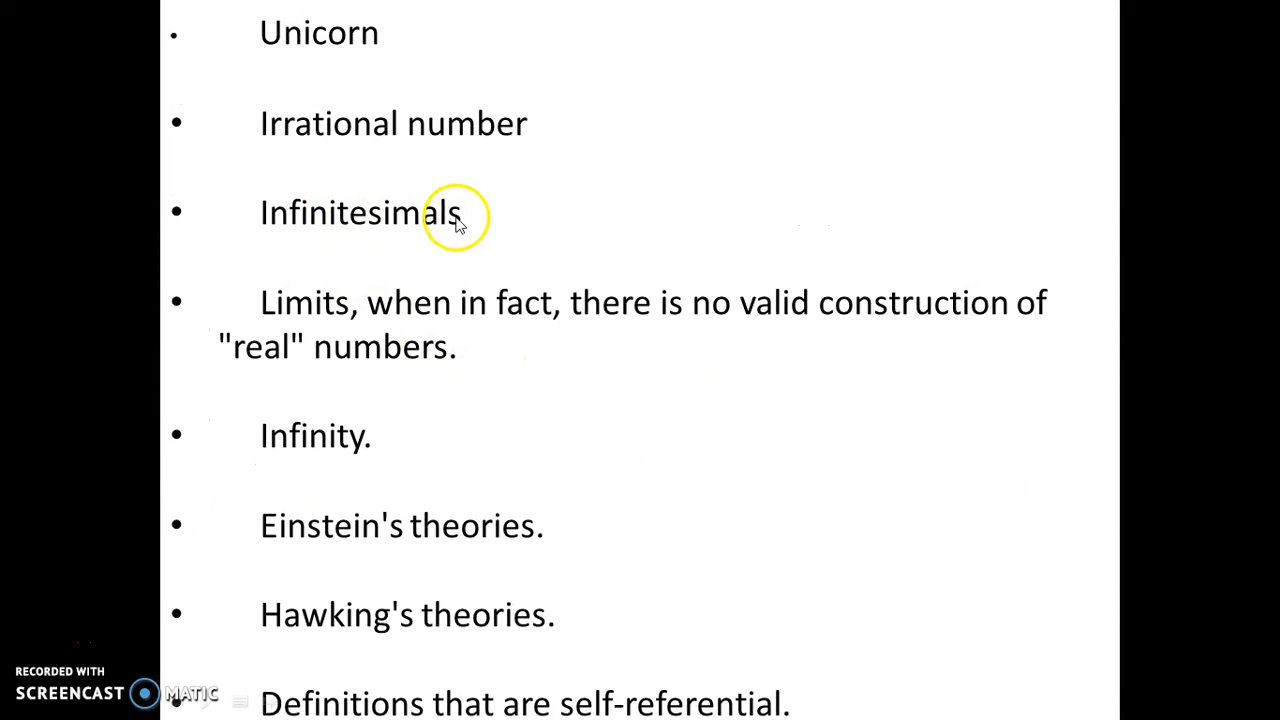 • Unicorn
• Irrational number
• Infinitesimals
• Limits, when in fact, there is no valid construction of
"real" numbers.
• Infinity.
• Einstein's theories.
• Hawking's theories.
• Definitions that are self-referential.
RECORDED WITH
SCREENCAST MATIC